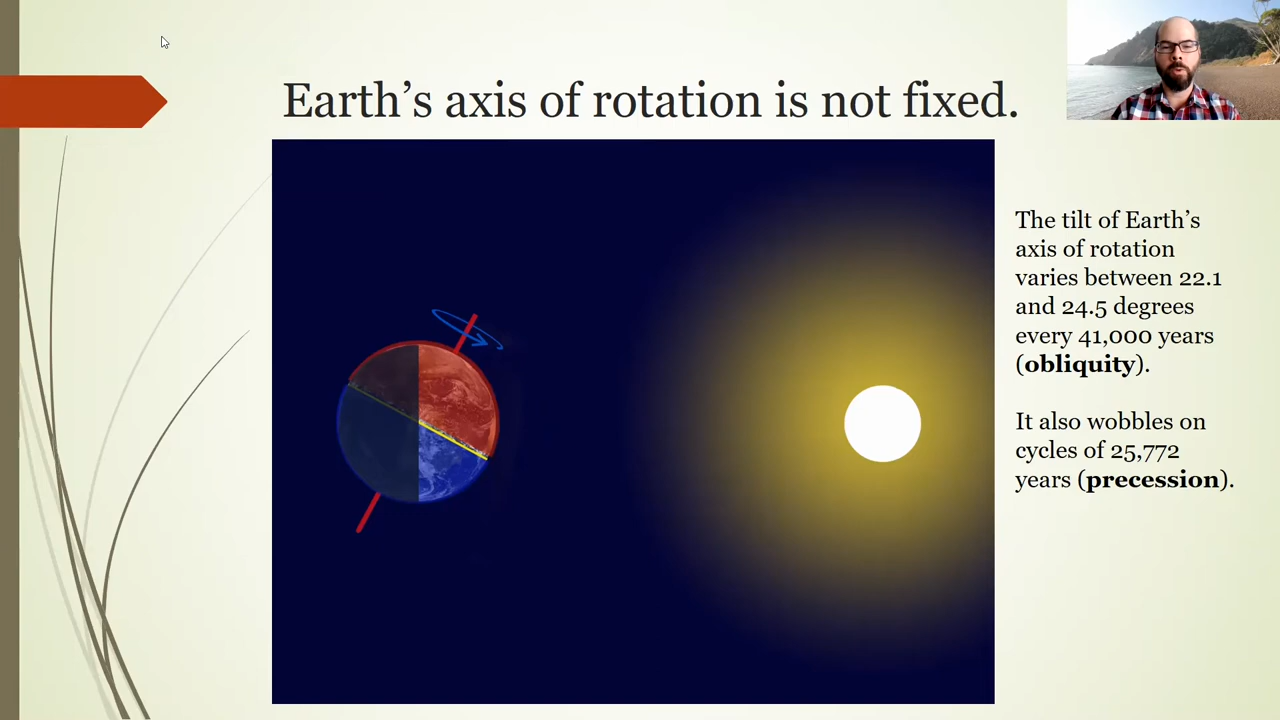 Earth’s axis of rotation is not fixed.
The tilt of Earth’s
axis of rotation
varies between 22.1
and 24.5 degrees
every 41,000 years
(obliquity).
It also wobbles on
cycles of 25,772
years (precession).